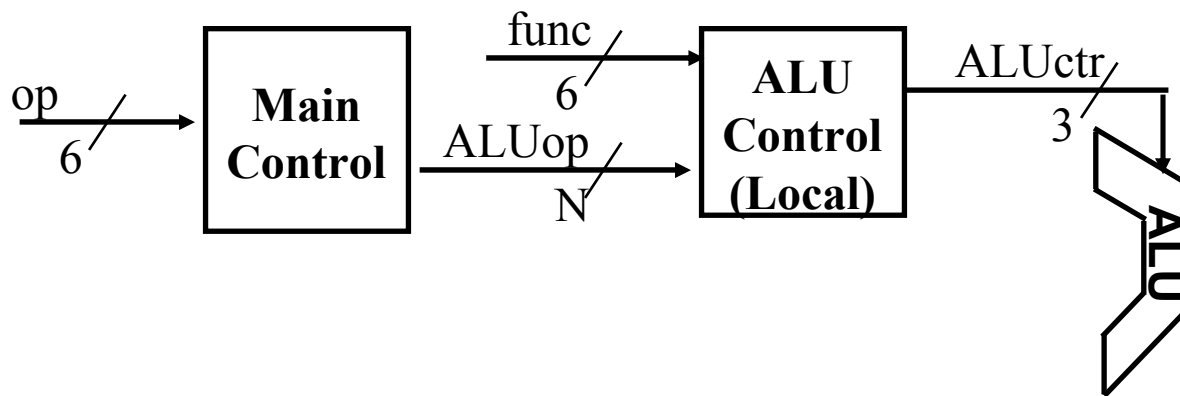 op
6
Main
Control
func
6
ALUop
N
ALU
Control
(Local)
ALUctr
3
ALU